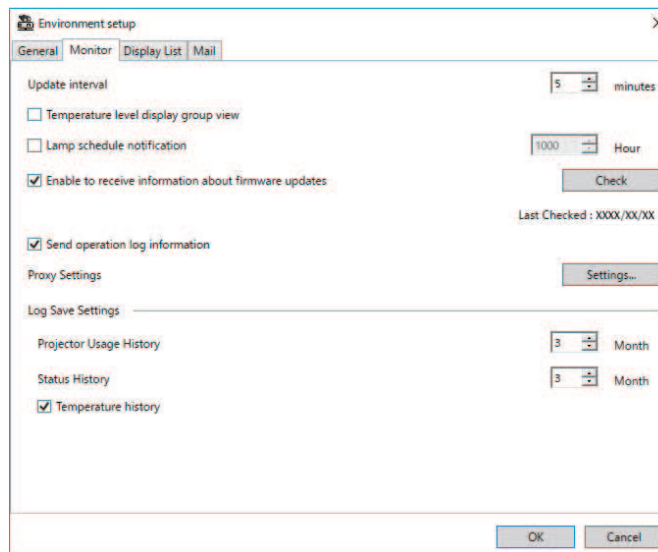 Environment setup
General Monitor Display List Mail
Update interval 5 minutes
Temperature level display group view
Lamp schedule notification 1000 Hour
Enable to receive information about firmware updates Check
Last Checked : XXXX/XX/XX
Send operation log information
Proxy Settings Settings...
Log Save Settings
Projector Usage History 3 Month
Status History 3 Month
Temperature history
OK Cancel